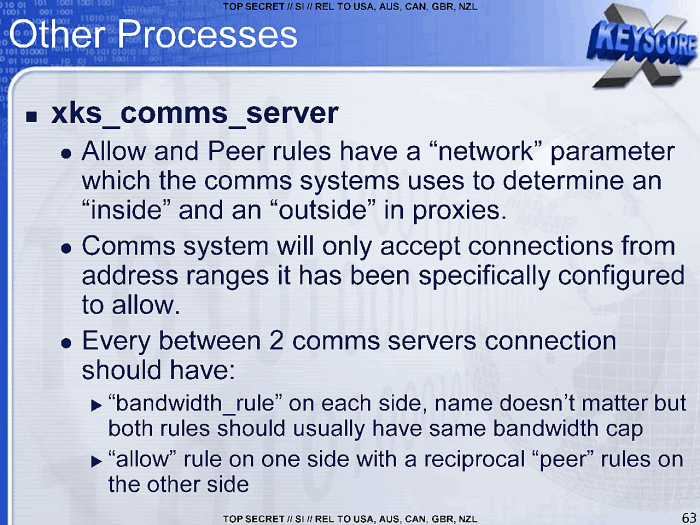 TOP SECRET // SI // REL TO USA, AUS, CAN, GBR, NZL
Other Processes
KEYSCORE
X
■ xks_comms_server
● Allow and Peer rules have a “network” parameter
which the comms systems uses to determine an
“inside” and an “outside” in proxies.
● Comms system will only accept connections from
address ranges it has been specifically configured
to allow.
● Every between 2 comms servers connection
should have:
▶ “bandwidth_rule” on each side, name doesn’t matter but
both rules should usually have same bandwidth cap
▶ “allow” rule on one side with a reciprocal “peer” rules on
the other side
TOP SECRET // SI // REL TO USA, AUS, CAN, GBR, NZL
63